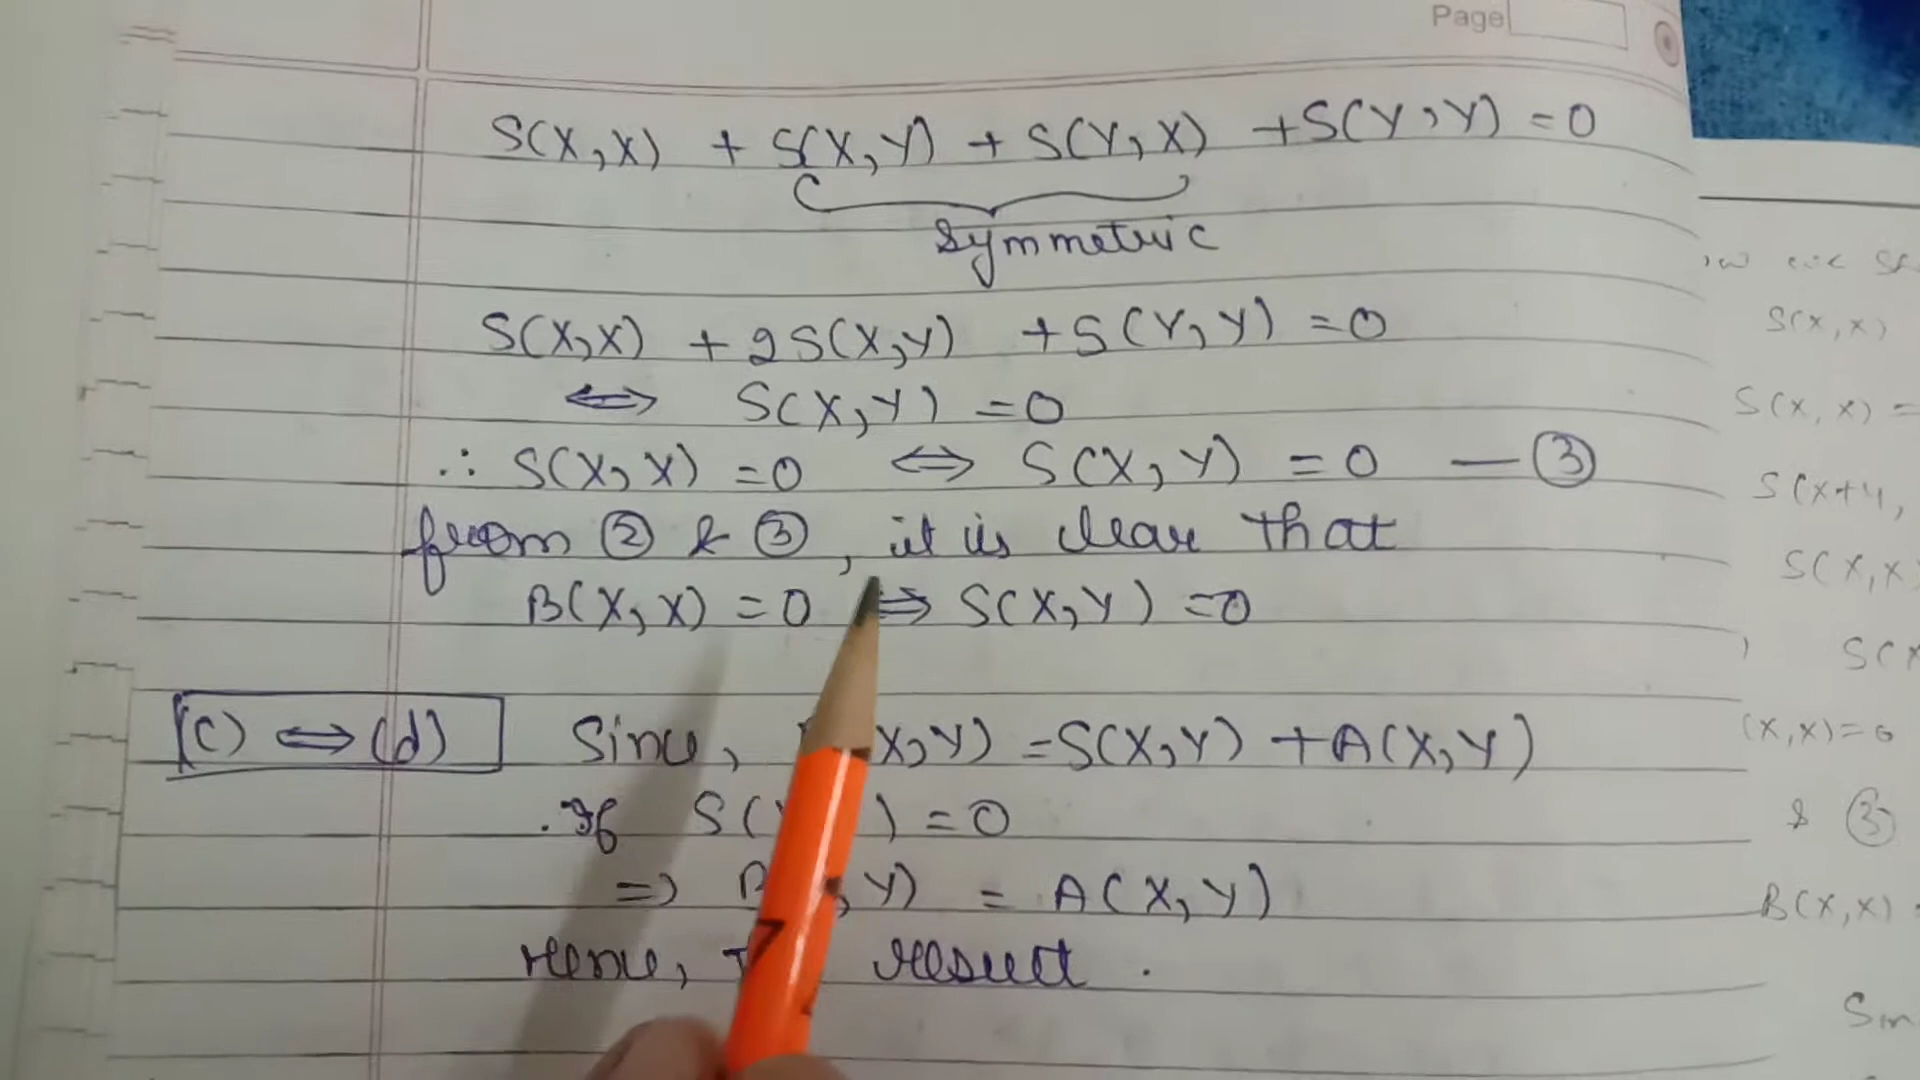 Page
S(X,X) + S(X,Y) + S(Y,X) + S(Y,Y) = 0
Symmetric
S(X,X) + 2S(X,Y) + S(Y,Y) = 0
⟺ S(X,Y) = 0
∴ S(X,X) = 0 ⟺ S(X,Y) = 0 — ③
from ② & ③, it is clear that
B(X,X) = 0 ⟺ S(X,Y) = 0
(c) ⟺ (d) Since, X,Y) = S(X,Y) + A(X,Y)
. If S( ) = 0
=> B ,Y) = A(X,Y)
Hence, result .
S(X,X)
S(X,X) =
S(X+Y,
S(X,X
S(X
(X,X)=0
& ③
B(X,X)
Sin